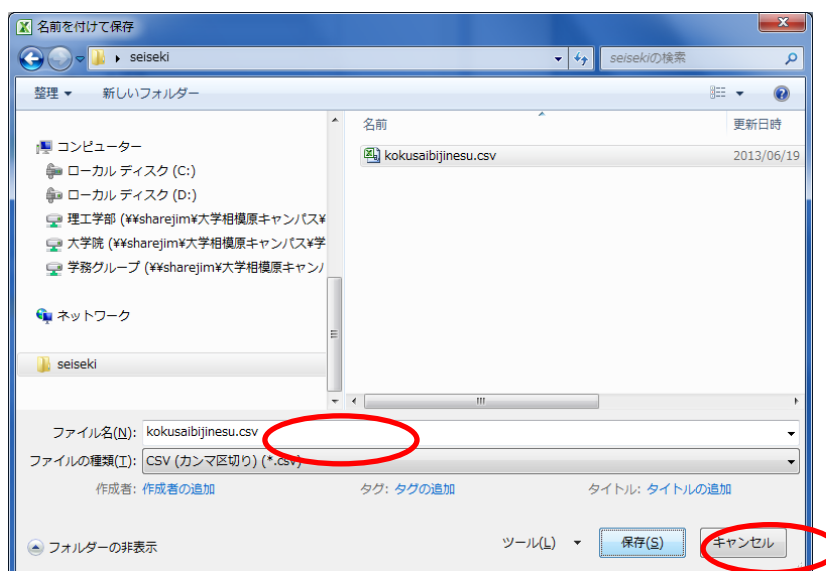 名前を付けて保存
seiseki
seisekiの検索
整理 新しいフォルダー
名前 更新日時
コンピューター
kokusaibijinesu.csv 2013/06/19
ローカル ディスク (C:)
ローカル ディスク (D:)
理工学部 (¥¥sharejim¥大学相模原キャンパス¥
大学院 (¥¥sharejim¥大学相模原キャンパス¥学
学務グループ (¥¥sharejim¥大学相模原キャンパ
ネットワーク
seiseki
ファイル名(N): kokusaibijinesu.csv
ファイルの種類(T): CSV (カンマ区切り) (*.csv)
作成者: 作成者の追加 タグ: タグの追加 タイトル: タイトルの追加
フォルダーの非表示 ツール(L) 保存(S) キャンセル